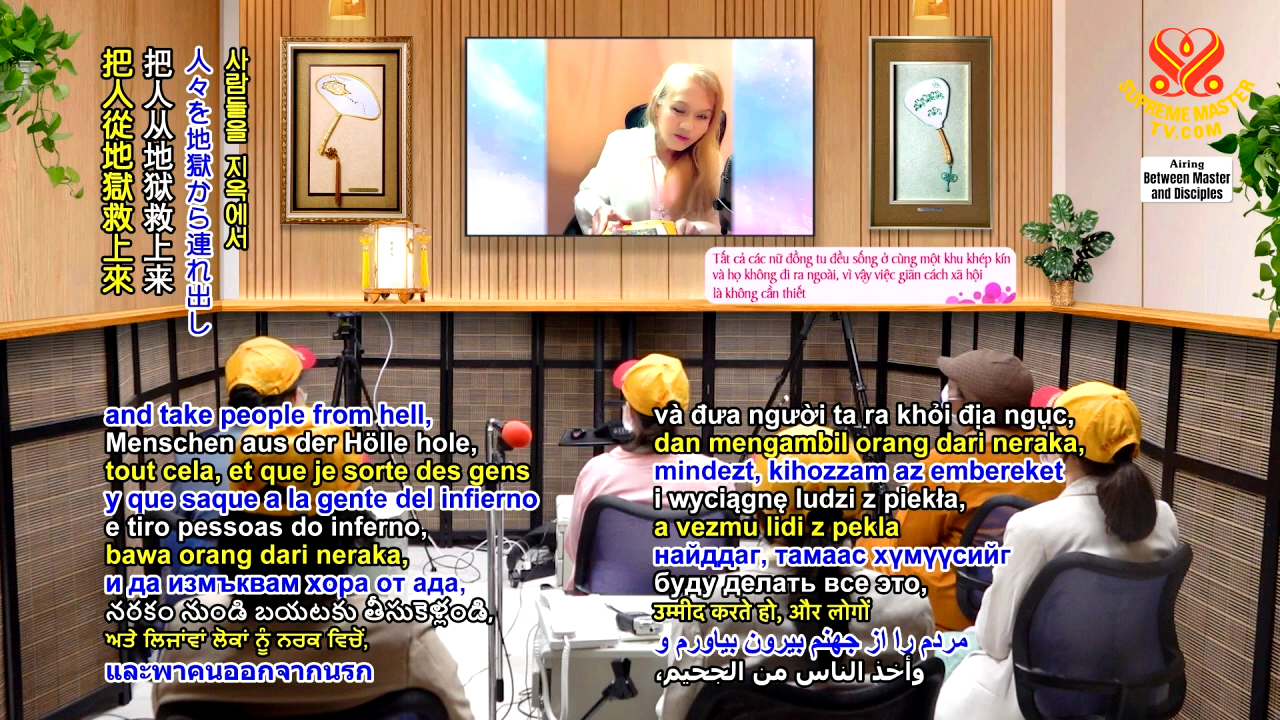 사람들을 지옥에서
人々を地獄から連れ出し
把人从地狱救上来
把人從地獄救上來
SUPREME MASTER
TV.COM
Airing
Between Master
and Disciples
Tất cả các nữ đồng tu đều sống ở cùng một khu khép kín
và họ không đi ra ngoài, vì vậy việc giãn cách xã hội
là không cần thiết
and take people from hell,
Menschen aus der Hölle hole,
tout cela, et que je sorte des gens
y que saque a la gente del infierno
e tiro pessoas do inferno,
bawa orang dari neraka,
и да измъквам хора от ада,
నరకం నుండి బయటకు తీసుకెళ్లండి,
ਅਤੇ ਲਿਜਾਂਵਾਂ ਲੋਕਾਂ ਨੂੰ ਨਰਕ ਵਿਚੋਂ,
และพาคนออกจากนรก
và đưa người ta ra khỏi địa ngục,
dan mengambil orang dari neraka,
mindezt, kihozzam az embereket
i wyciągnę ludzi z piekła,
a vezmu lidi z pekla
найддаг, тамаас хүмүүсийг
буду делать все это,
उम्मीद करते हो, और लोगों
مردم را از جهنّم بیرون بیاورم و
وأخذ الناس من الجحيم،